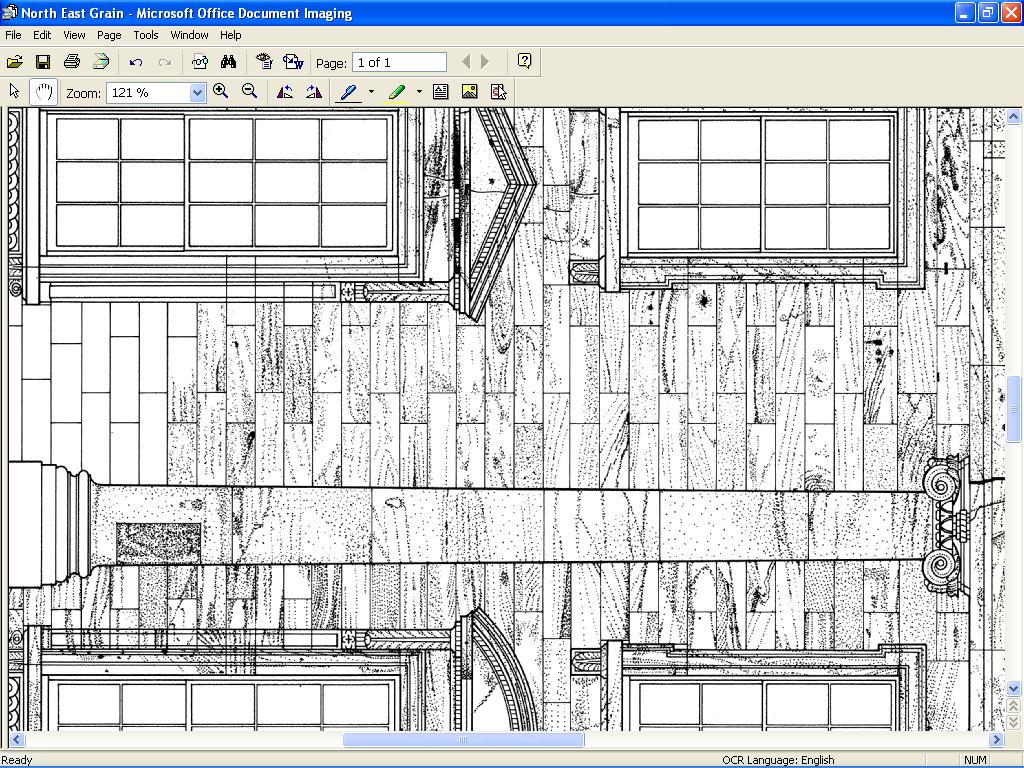 North East Grain - Microsoft Office Document Imaging
File Edit View Page Tools Window Help
Page: 1 of 1
Zoom: 121 %
Ready OCR Language: English NUM